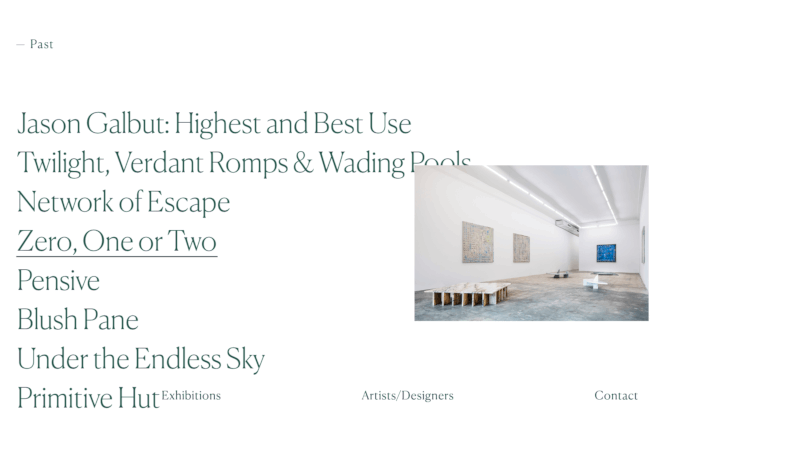 — Past
Jason Galbut: Highest and Best Use
Twilight, Verdant Romps & Wading Pools
Network of Escape
Zero, One or Two
Pensive
Blush Pane
Under the Endless Sky
Primitive Hut
Exhibitions
Artists/Designers
Contact